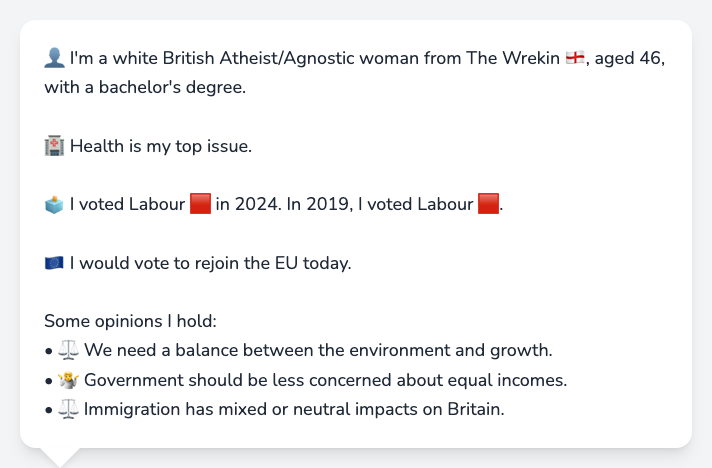 👤 I'm a white British Atheist/Agnostic woman from The Wrekin 🏴󠁧󠁢󠁥󠁮󠁧󠁿, aged 46,
with a bachelor's degree.
🏥 Health is my top issue.
🗳️ I voted Labour 🟥 in 2024. In 2019, I voted Labour 🟥.
🇪🇺 I would vote to rejoin the EU today.
Some opinions I hold:
• ⚖️ We need a balance between the environment and growth.
• 🤷 Government should be less concerned about equal incomes.
• ⚖️ Immigration has mixed or neutral impacts on Britain.